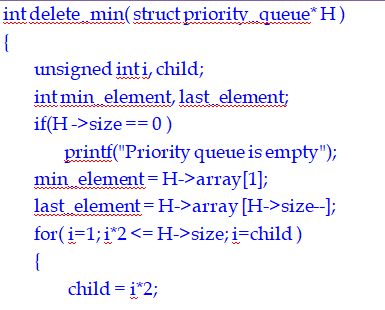 int delete_min( struct priority_queue* H )
{
unsigned int i, child;
int min_element, last_element;
if(H ->size == 0 )
printf("Priority queue is empty");
min_element = H->array[1];
last_element = H->array [H->size--];
for( i=1; i*2 <= H->size; i=child )
{
child = i*2;